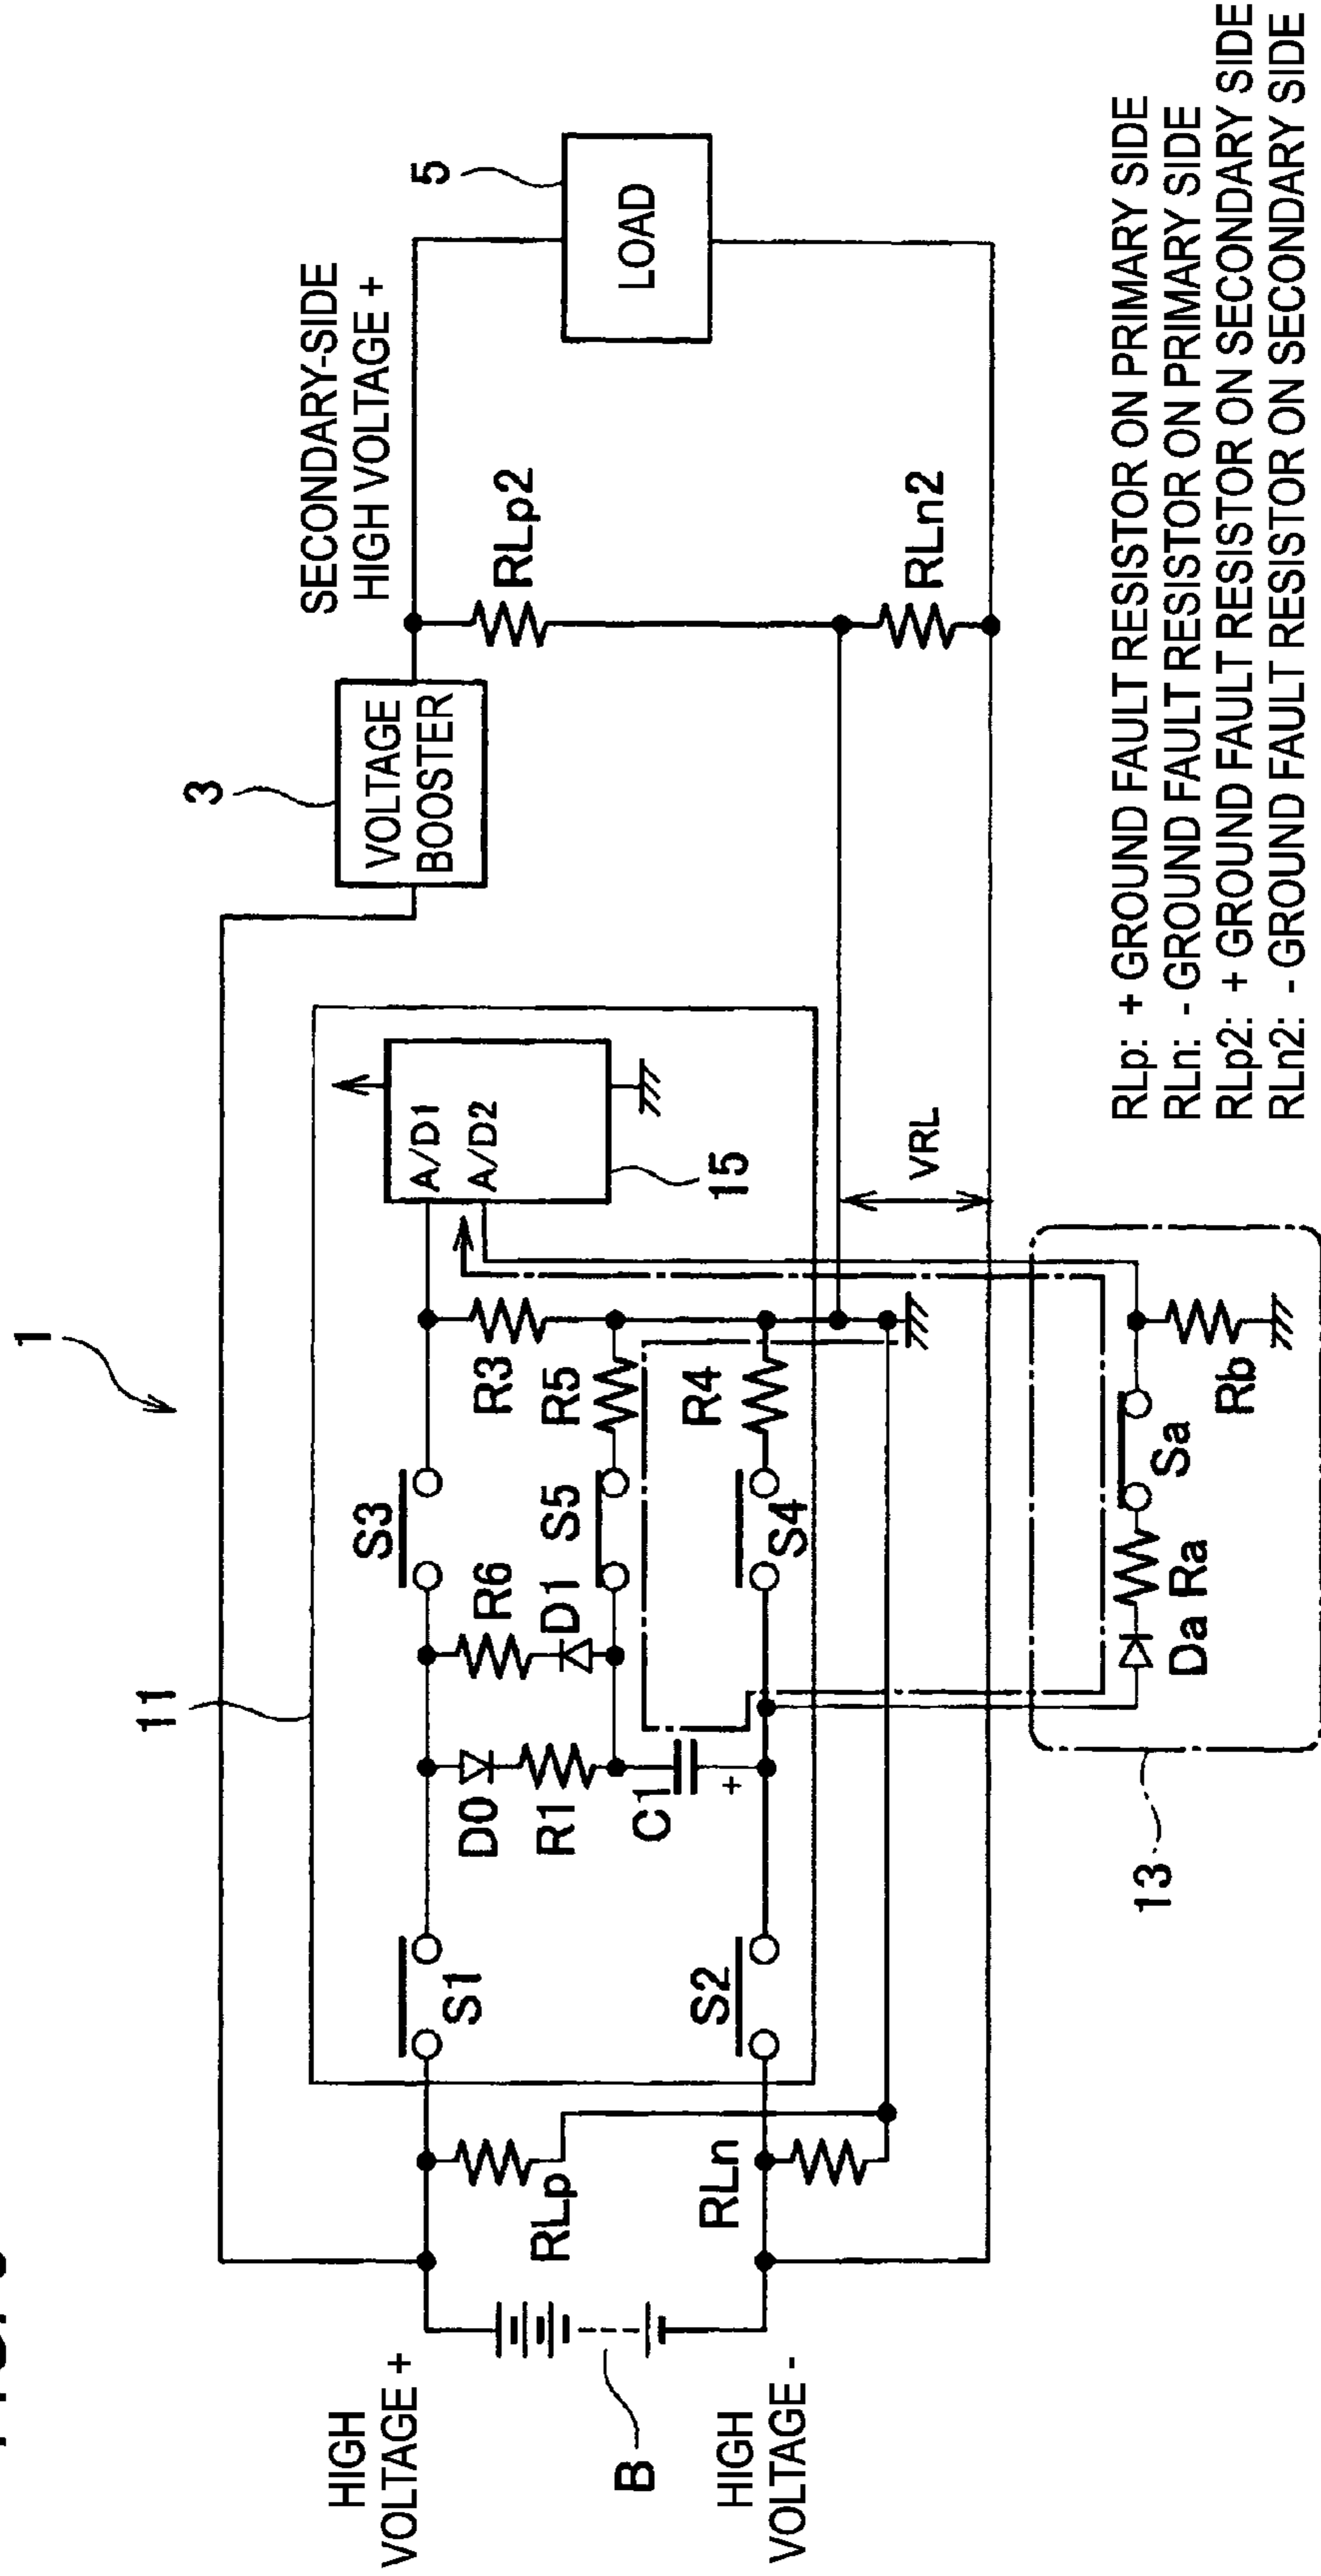 1
3
5
11
VOLTAGE
BOOSTER
SECONDARY-SIDE
HIGH VOLTAGE +
LOAD
HIGH
VOLTAGE +
B
HIGH
VOLTAGE -
RLp
RLn
S1
S2
D0
R1
C1
+
R6
D1
S3
S5
S4
R3
R5
R4
A/D1
A/D2
15
VRL
RLp2
RLn2
13
Da
Ra
Sa
Rb
RLp: + GROUND FAULT RESISTOR ON PRIMARY SIDE
RLn: - GROUND FAULT RESISTOR ON PRIMARY SIDE
RLp2: + GROUND FAULT RESISTOR ON SECONDARY SIDE
RLn2: - GROUND FAULT RESISTOR ON SECONDARY SIDE